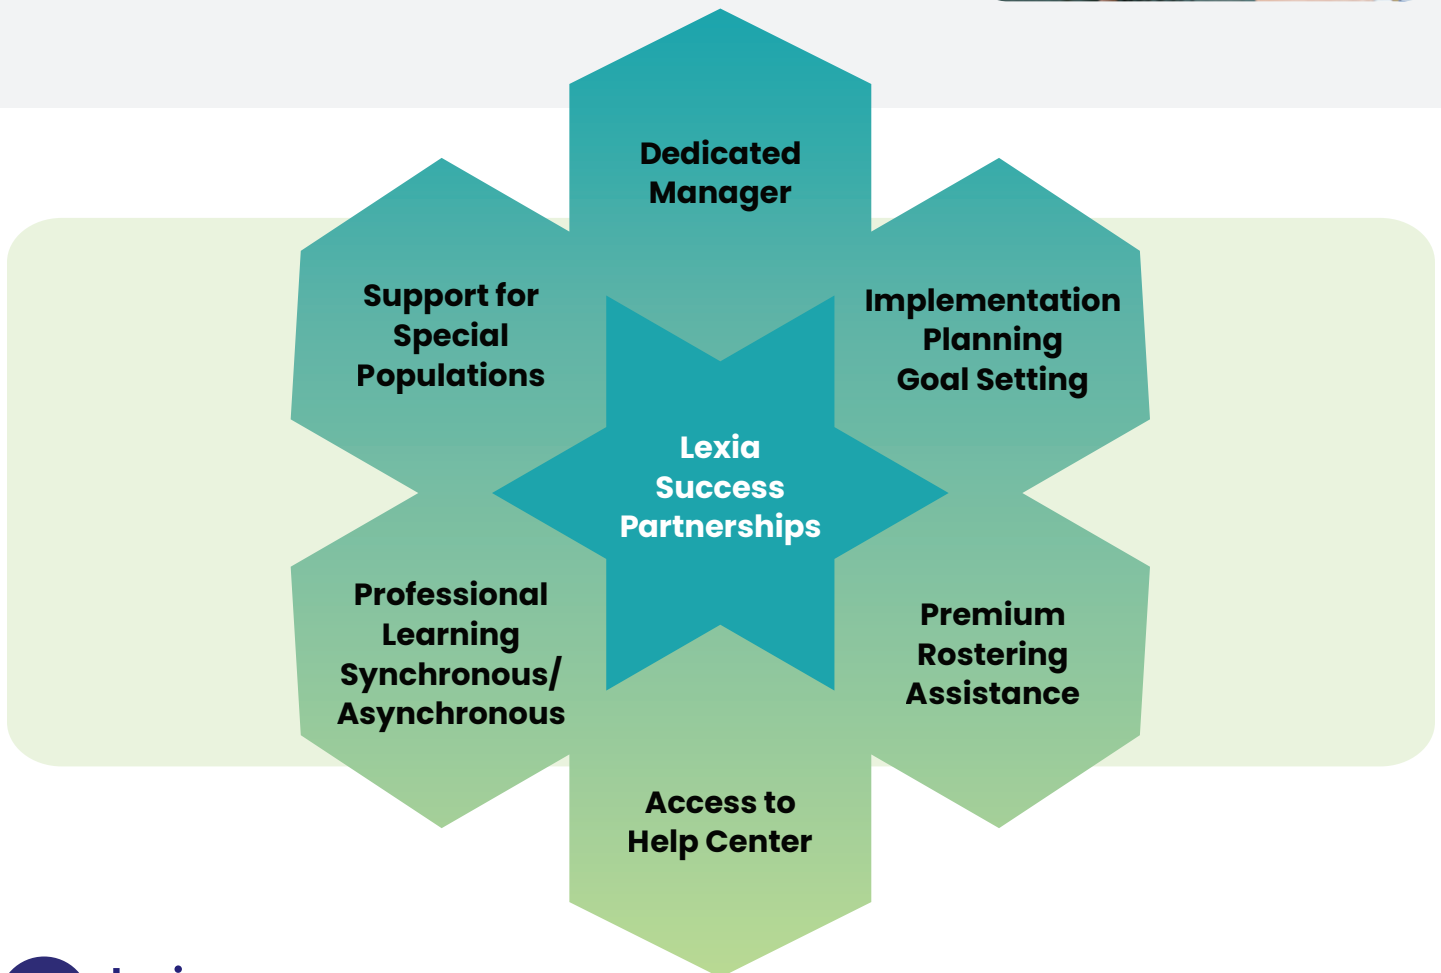 Dedicated
Manager
Support for
Special
Populations
Implementation
Planning
Goal Setting
Lexia
Success
Partnerships
Professional
Learning
Synchronous/
Asynchronous
Premium
Rostering
Assistance
Access to
Help Center